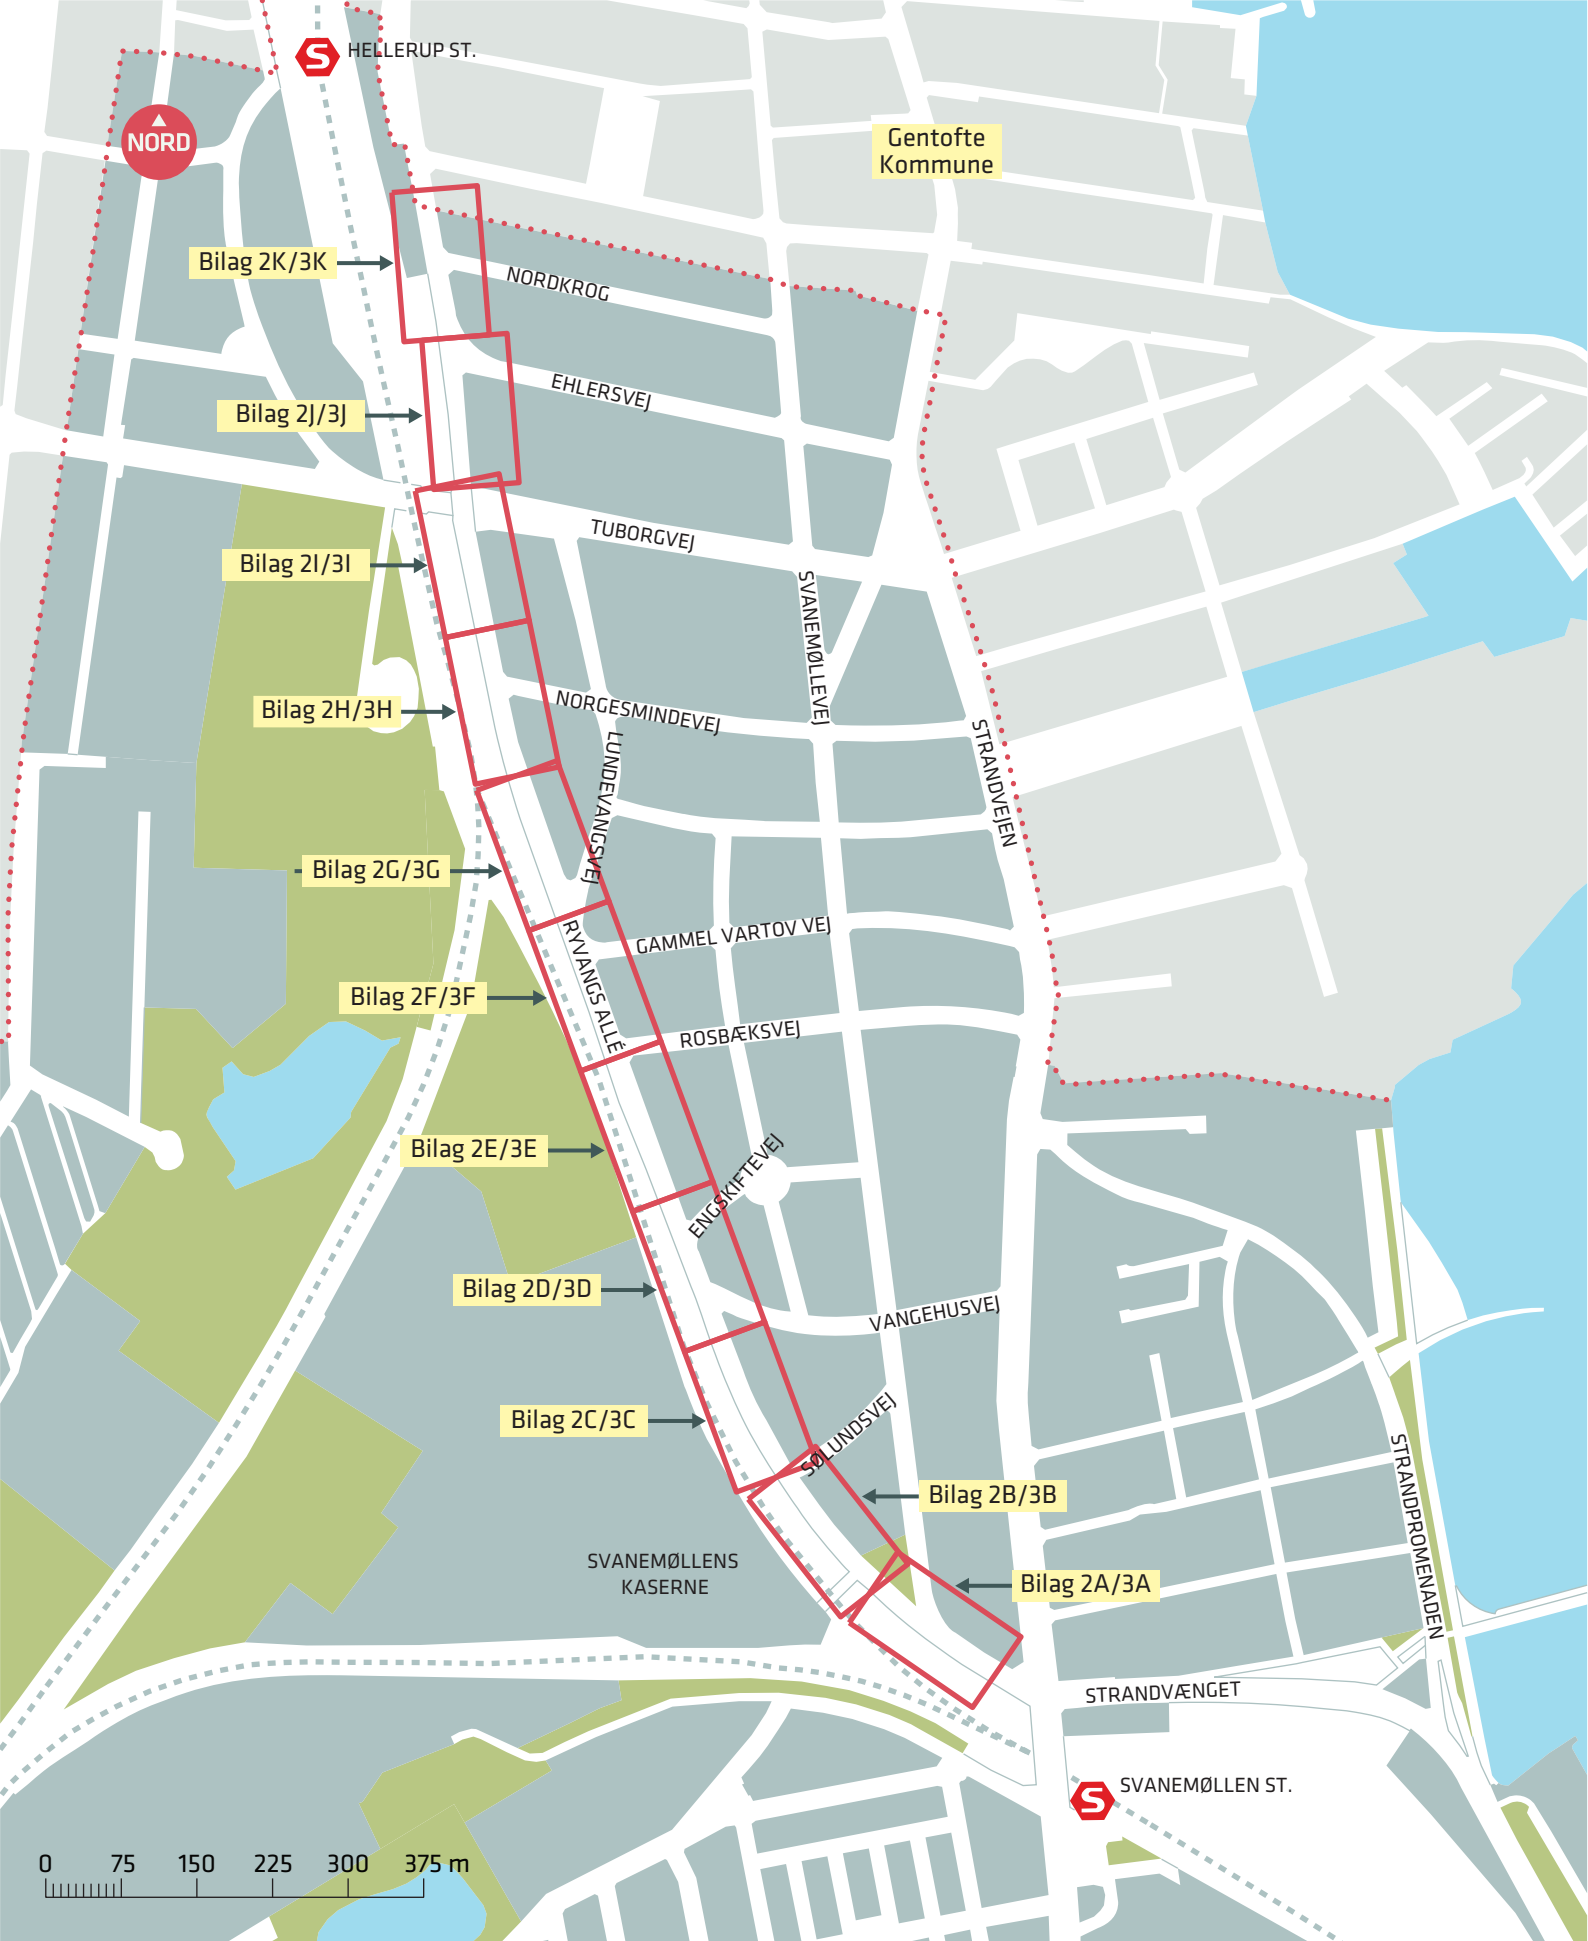 S HELLERUP ST.
NORD
Gentofte
Kommune
Bilag 2K/3K
NORDKROG
EHLERSVEJ
Bilag 2J/3J
TUBORGVEJ
Bilag 2I/3I
SVANEMØLLEVEJ
NORGESMINDEVEJ
Bilag 2H/3H
LUNDEVANGSVEJ
STRANDVEJEN
Bilag 2G/3G
GAMMEL VARTOV VEJ
RYVANGS ALLÉ
Bilag 2F/3F
ROSBÆKSVEJ
Bilag 2E/3E
ENGSKIFTEVEJ
Bilag 2D/3D
VANGEHUSVEJ
Bilag 2C/3C
SØLUNDSVEJ
STRANDPROMENADEN
Bilag 2B/3B
SVANEMØLLENS
KASERNE
Bilag 2A/3A
STRANDVÆNGET
S SVANEMØLLEN ST.
0 75 150 225 300 375 m